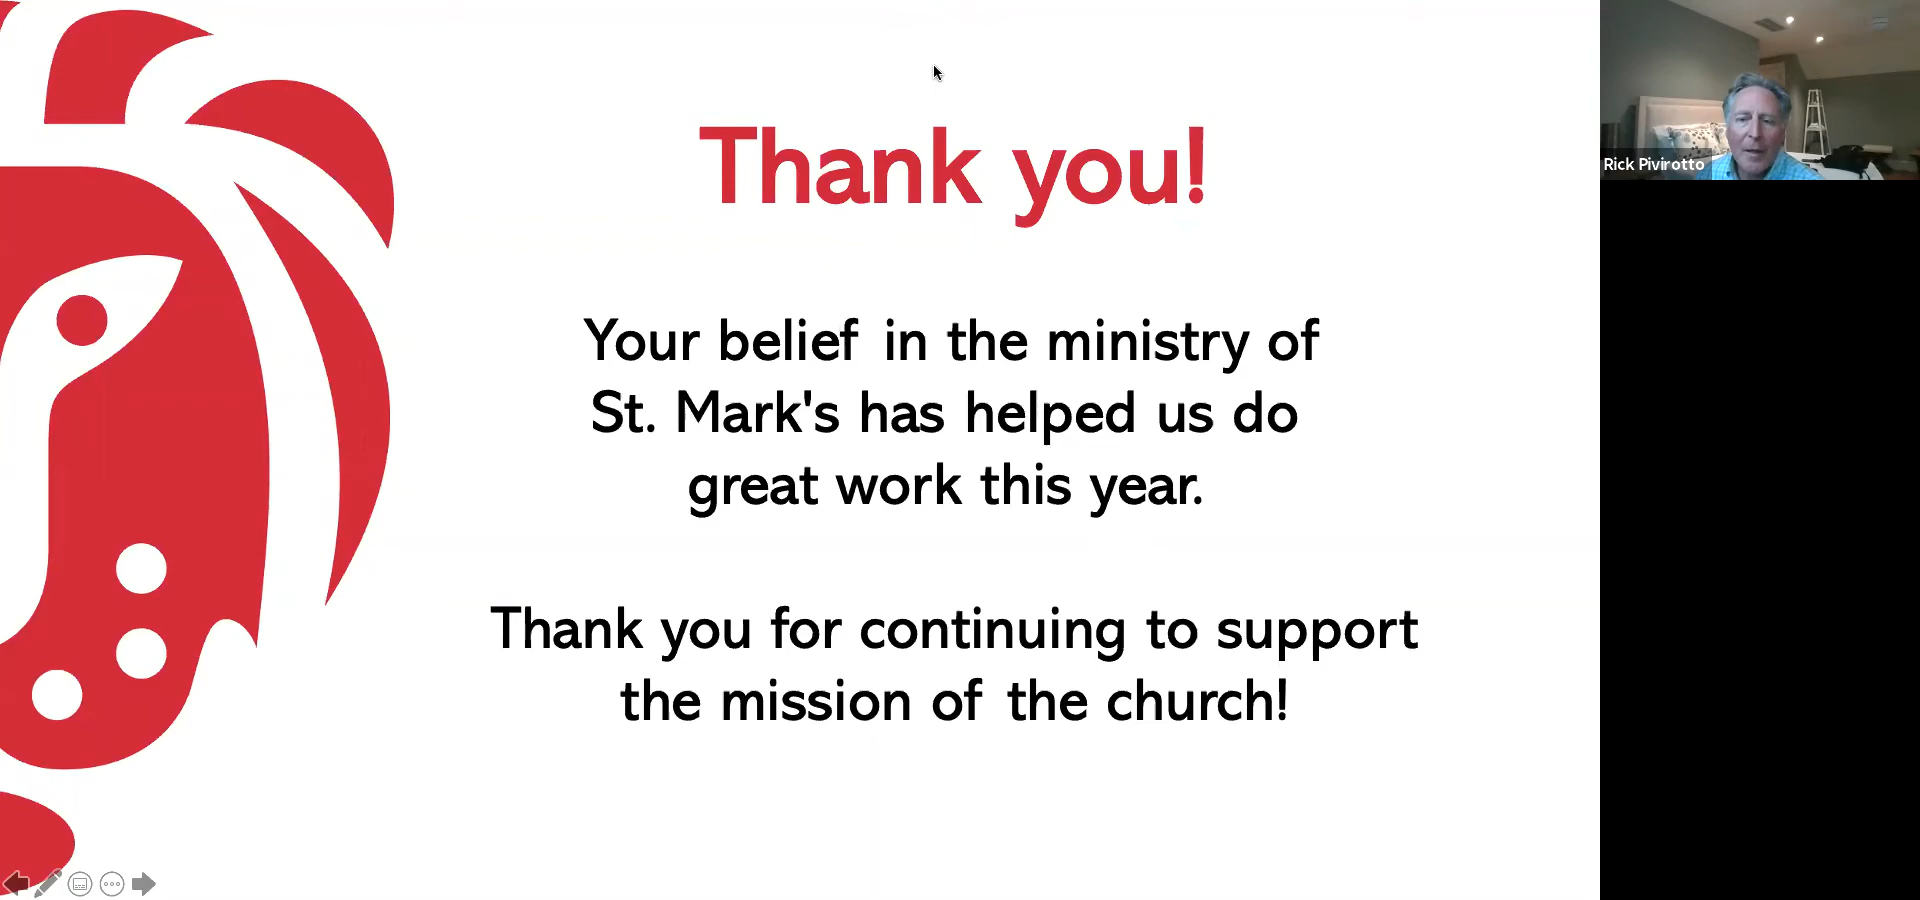 Thank you!
Your belief in the ministry of
St. Mark's has helped us do
great work this year.
Thank you for continuing to support
the mission of the church!
Rick Pivirotto